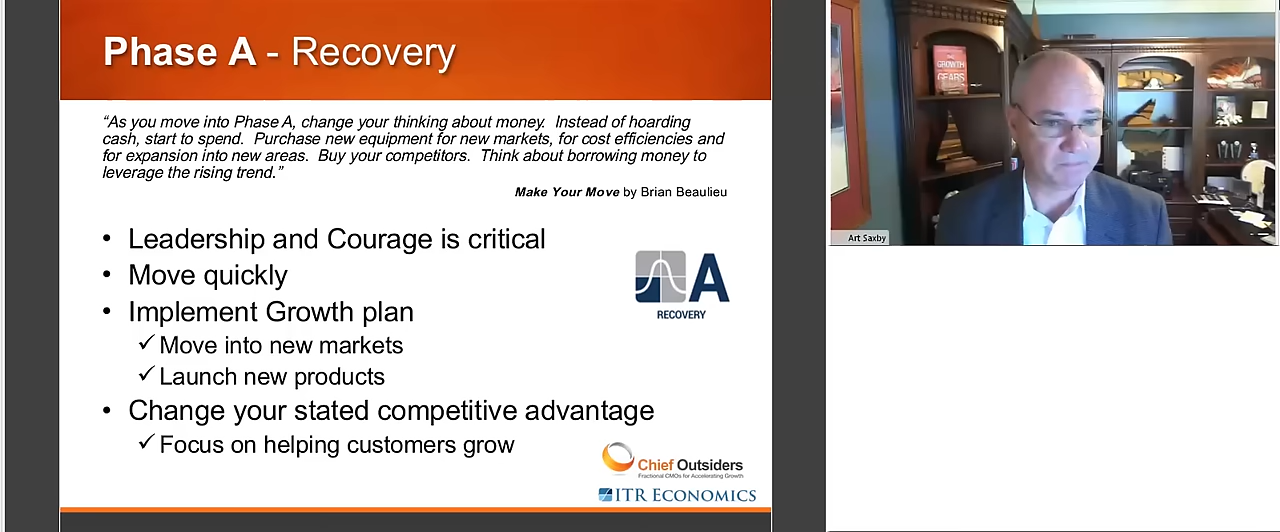 Phase A - Recovery
“As you move into Phase A, change your thinking about money. Instead of hoarding
cash, start to spend. Purchase new equipment for new markets, for cost efficiencies and
for expansion into new areas. Buy your competitors. Think about borrowing money to
leverage the rising trend.”
Make Your Move by Brian Beaulieu
• Leadership and Courage is critical
• Move quickly
• Implement Growth plan
✓ Move into new markets
✓ Launch new products
• Change your stated competitive advantage
✓ Focus on helping customers grow
A
RECOVERY
Chief Outsiders
Fractional CMOs for Accelerating Growth
ITR ECONOMICS
GROWTH
GEARS
Art Saxby